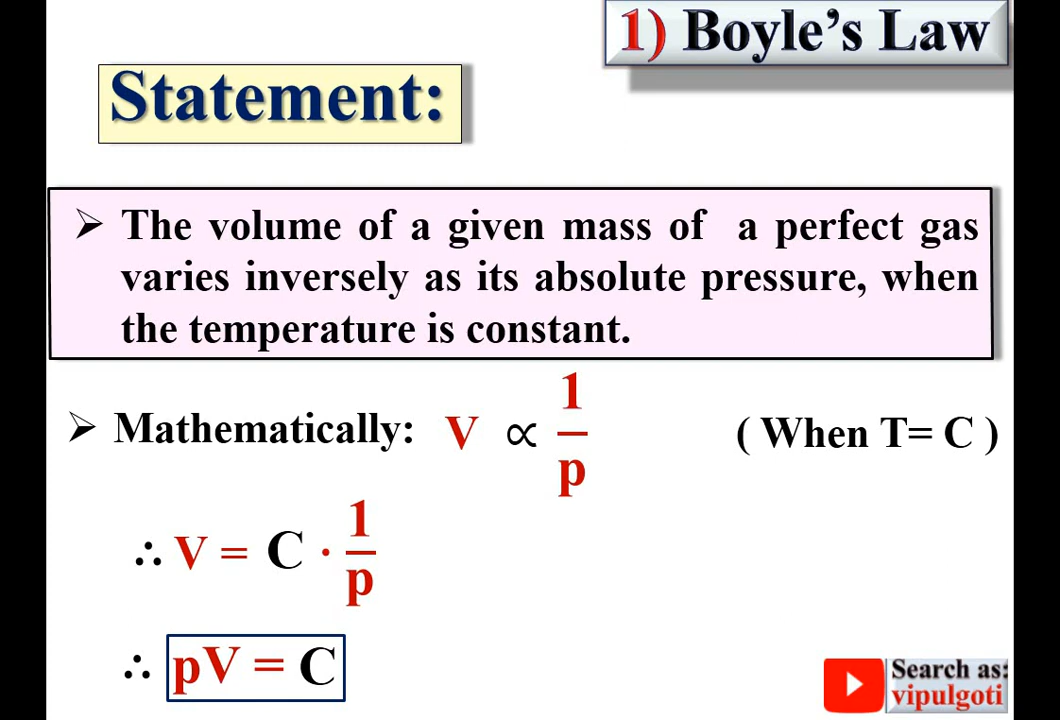 1) Boyle's Law
Statement:
➢ The volume of a given mass of a perfect gas
varies inversely as its absolute pressure, when
the temperature is constant.
➢ Mathematically: V ∝ 1/p ( When T= C )
∴ V = C · 1/p
∴ pV = C
Search as:
vipulgoti